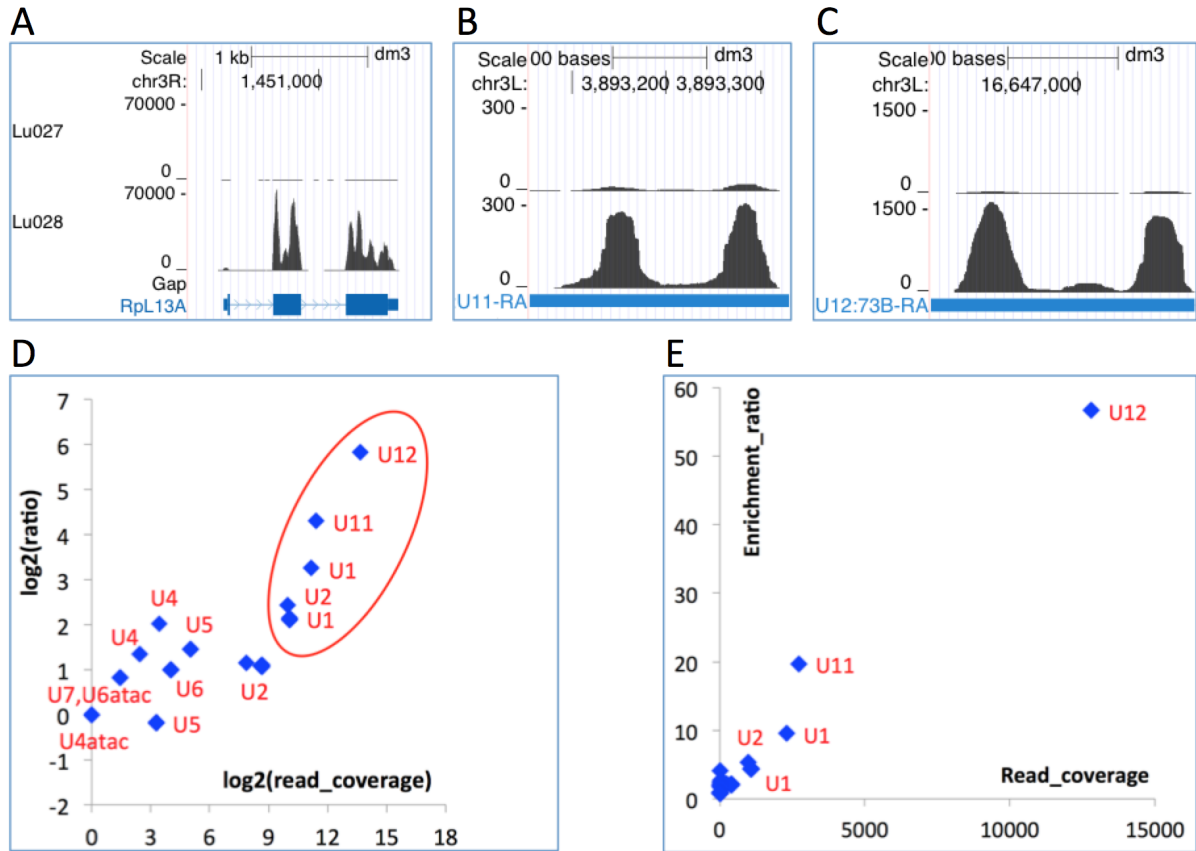 A
Scale 1 kb dm3
chr3R: 1,451,000
70000 -
Lu027
0 _
70000 -
Lu028
0 _
Gap
RpL13A
B
Scale 00 bases dm3
chr3L: 3,893,200 3,893,300
300 -
0 _
300 -
0 _
U11-RA
C
Scale 00 bases dm3
chr3L: 16,647,000
1500 -
0 _
1500 -
0 _
U12:73B-RA
D
log2(ratio)
7
6
5
4
3
2
1
0
-1
-2
U12
U11
U1
U2
U1
U4
U4
U5
U6
U2
U7,U6atac
U5
U4atac
log2(read_coverage)
0 3 6 9 12 15 18
E
Enrichment_ratio
60
50
40
30
20
10
0
U12
U11
U2
U1
U1
Read_coverage
0 5000 10000 15000